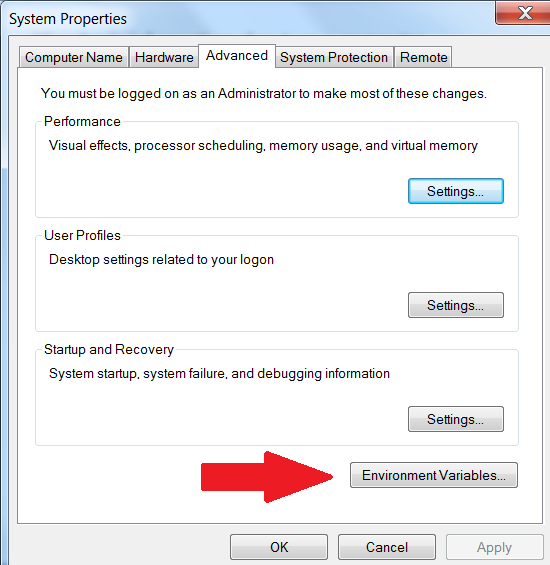 System Properties
Computer Name Hardware Advanced System Protection Remote
You must be logged on as an Administrator to make most of these changes.
Performance
Visual effects, processor scheduling, memory usage, and virtual memory
Settings...
User Profiles
Desktop settings related to your logon
Settings...
Startup and Recovery
System startup, system failure, and debugging information
Settings...
Environment Variables...
OK Cancel Apply